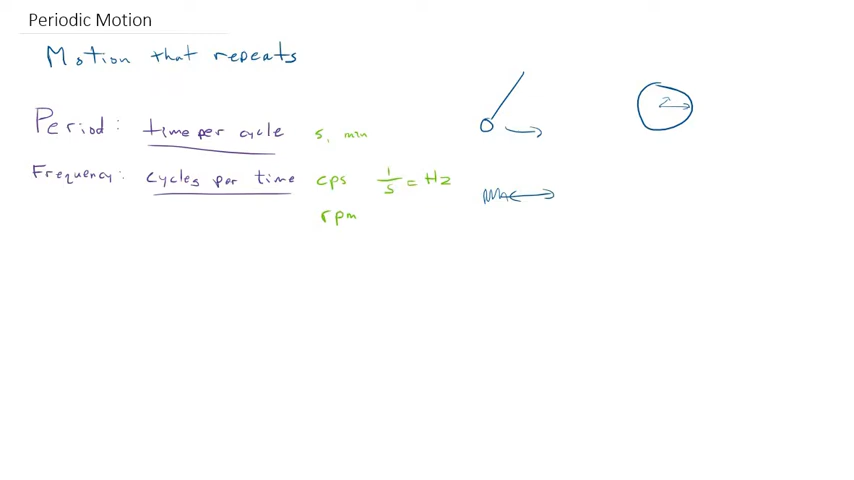 Periodic Motion
Motion that repeats
Period: time per cycle s, min
Frequency: cycles per time cps 1/s = Hz
rpm